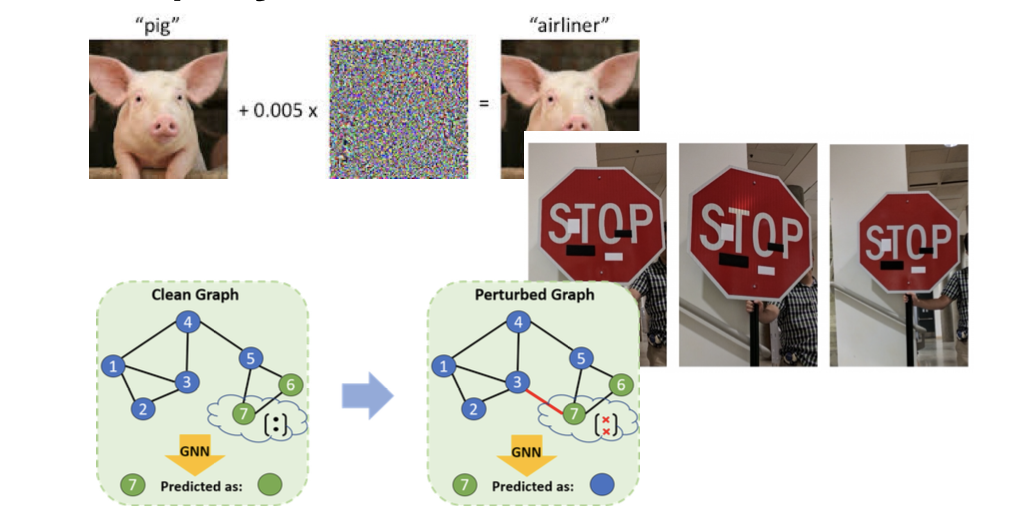 “pig”
“airliner”
+ 0.005 x
=
STOP
STOP
STOP
Clean Graph
4
1
5
3
6
2
7
GNN
7 Predicted as:
Perturbed Graph
4
1
5
3
6
2
7
GNN
7 Predicted as: